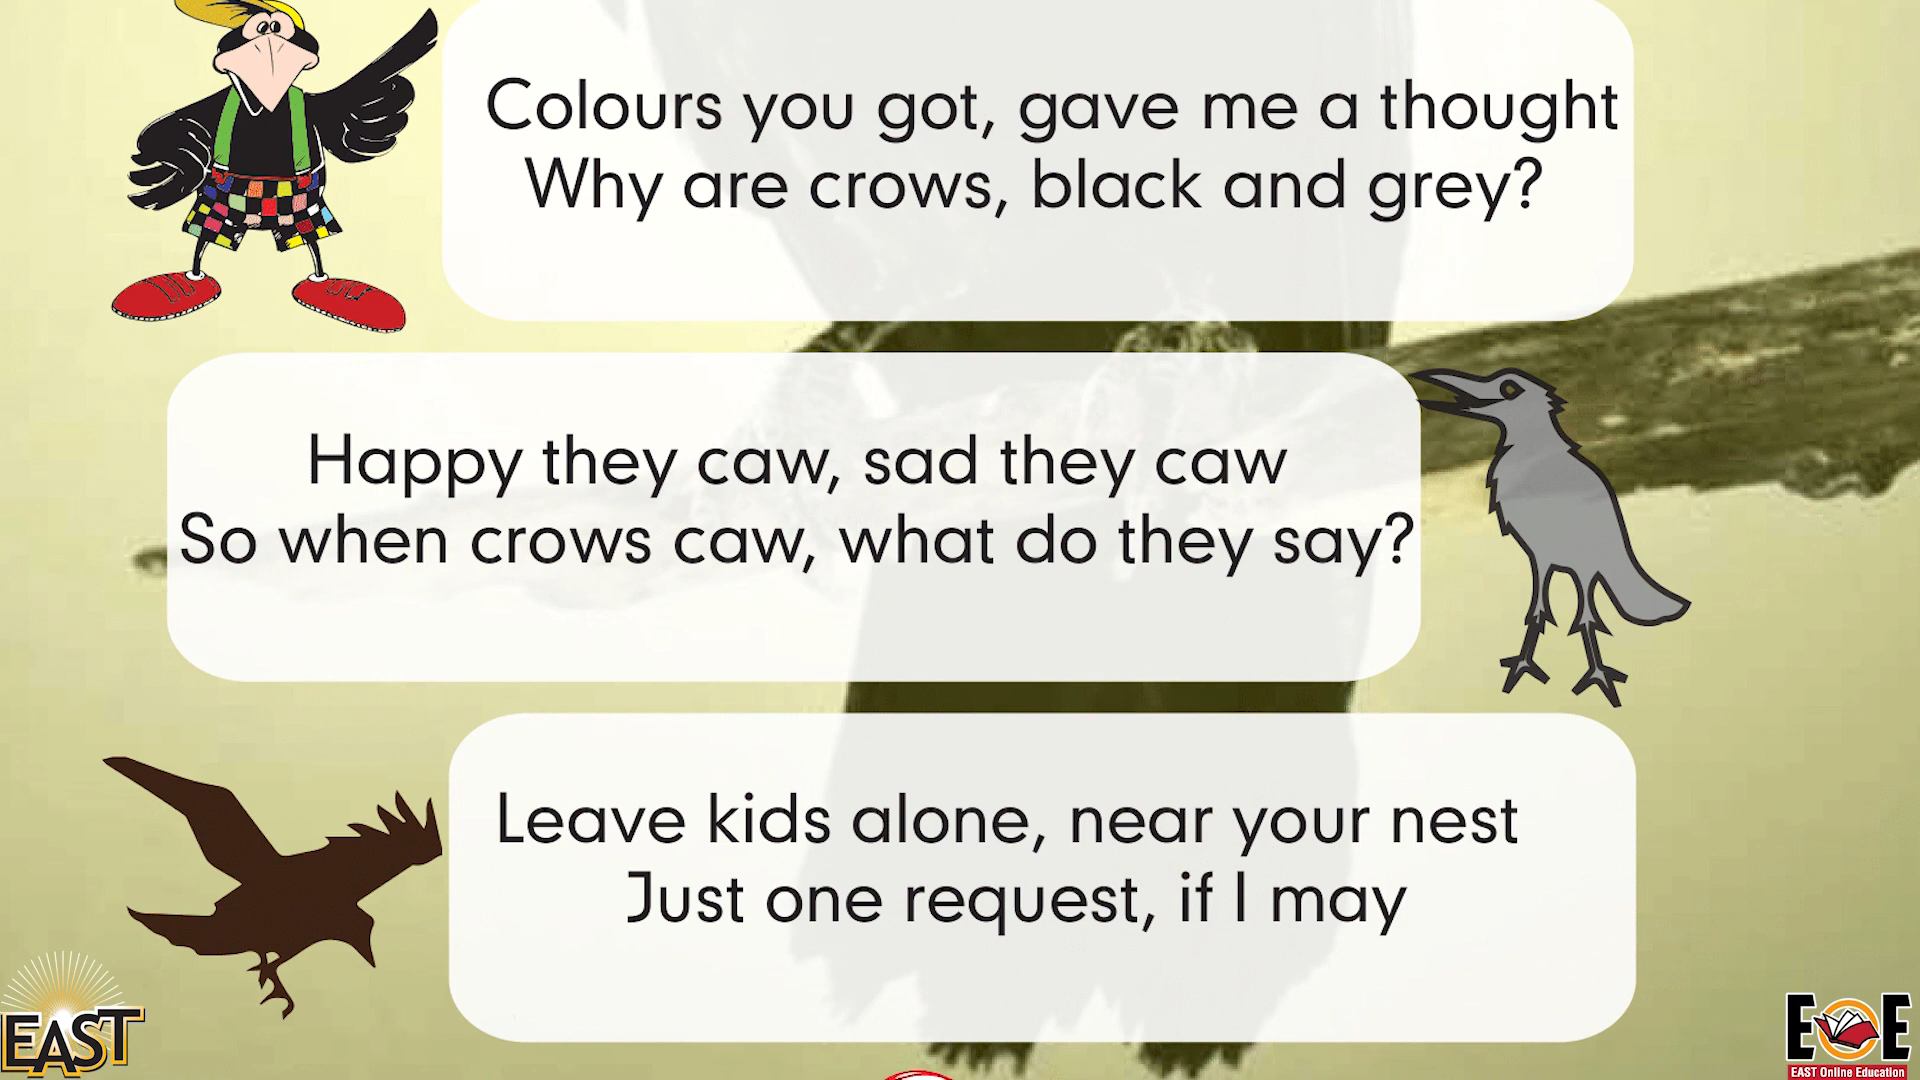 Colours you got, gave me a thought
Why are crows, black and grey?
Happy they caw, sad they caw
So when crows caw, what do they say?
Leave kids alone, near your nest
Just one request, if I may
EAST
EOE
EAST Online Education